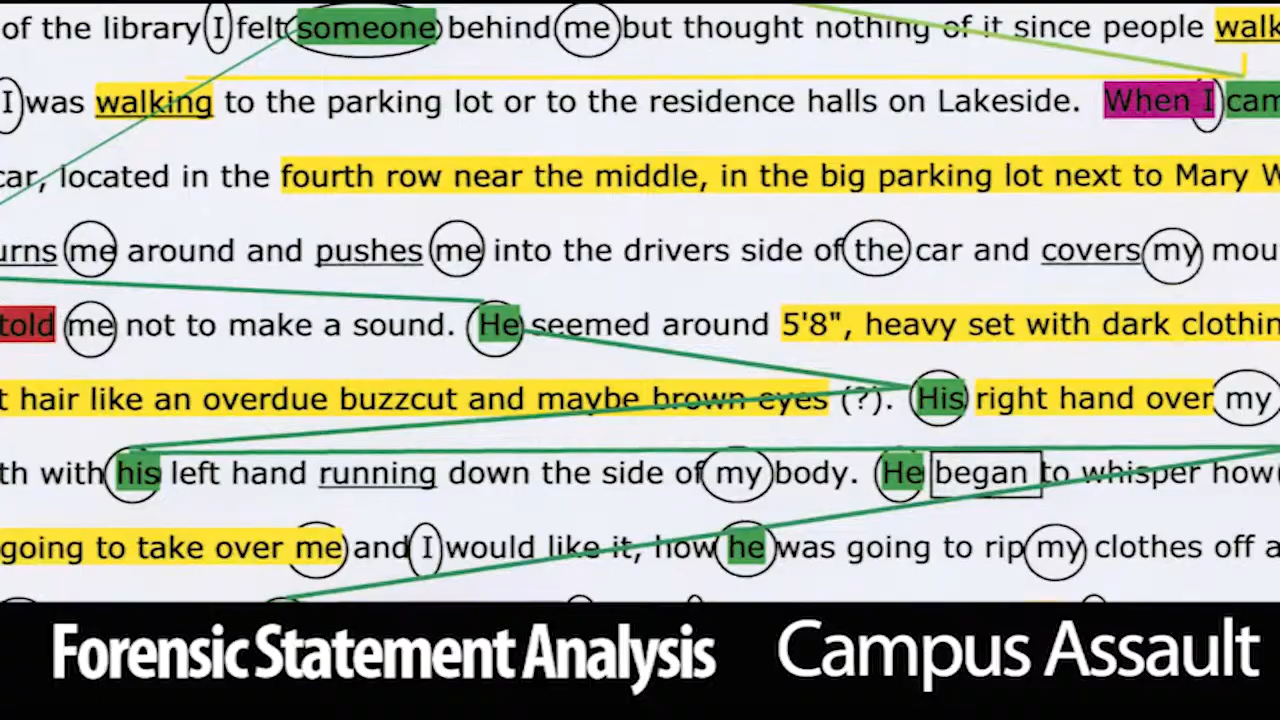 of the library I felt someone behind me but thought nothing of it since people walk
I was walking to the parking lot or to the residence halls on Lakeside. When I cam
car, located in the fourth row near the middle, in the big parking lot next to Mary W
urns me around and pushes me into the drivers side of the car and covers my mou
told me not to make a sound. He seemed around 5'8", heavy set with dark clothin
t hair like an overdue buzzcut and maybe brown eyes (?). His right hand over my
th with his left hand running down the side of my body. He began to whisper how
going to take over me and I would like it, how he was going to rip my clothes off a
Forensic Statement Analysis Campus Assault